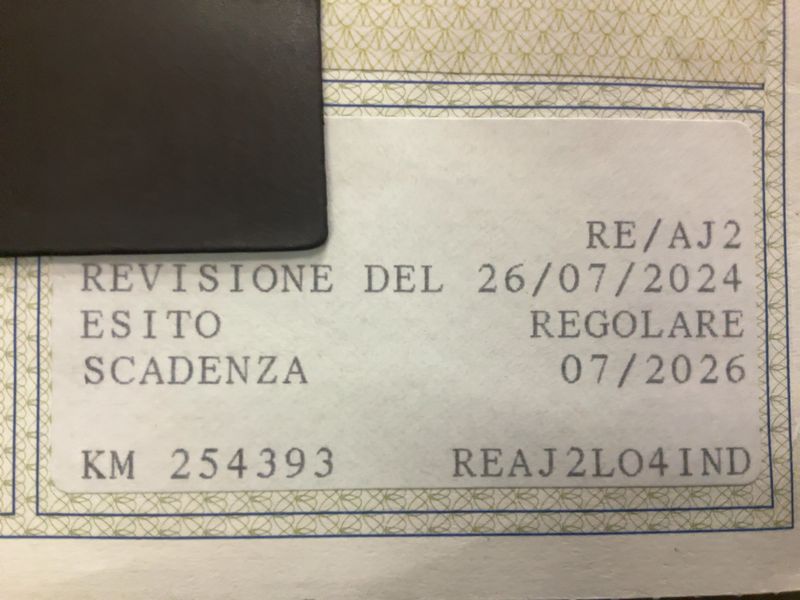 RE/AJ2
REVISIONE DEL 26/07/2024
ESITO REGOLARE
SCADENZA 07/2026
KM 254393 REAJ2LO4IND